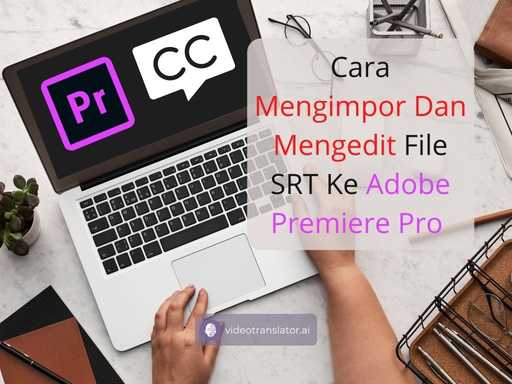 Pr
CC
Cara
Mengimpor Dan
Mengedit File
SRT Ke Adobe
Premiere Pro
videotranslator.ai